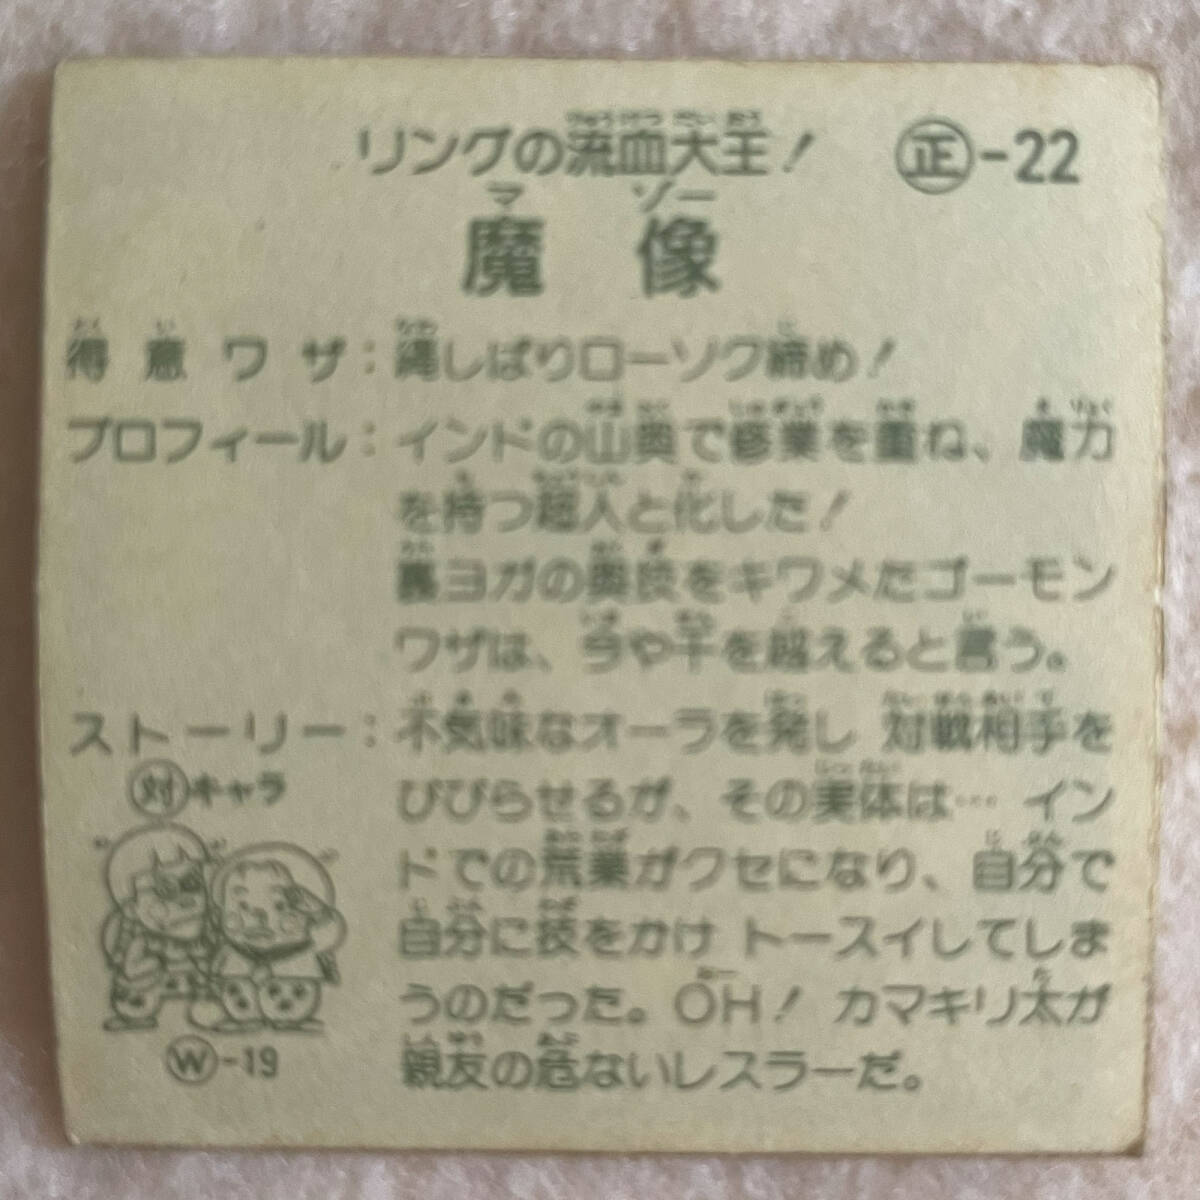 リングの流血大王! 正-22
マゾー
魔像
得意ワザ:縄しばりローソク締め!
プロフィール:インドの山奥で修業を重ね、魔力
を持つ超人と化した!
裏ヨガの奥技をキワメたゴーモン
ワザは、今や千を越えると言う。
ストーリー:不気味なオーラを発し 対戦相手を
対キャラ びびらせるが、その実体は… イン
ドでの荒業がクセになり、自分で
自分に技をかけ トースイしてしま
うのだった。OH! カマキリ太が
W-19 親友の危ないレスラーだ。